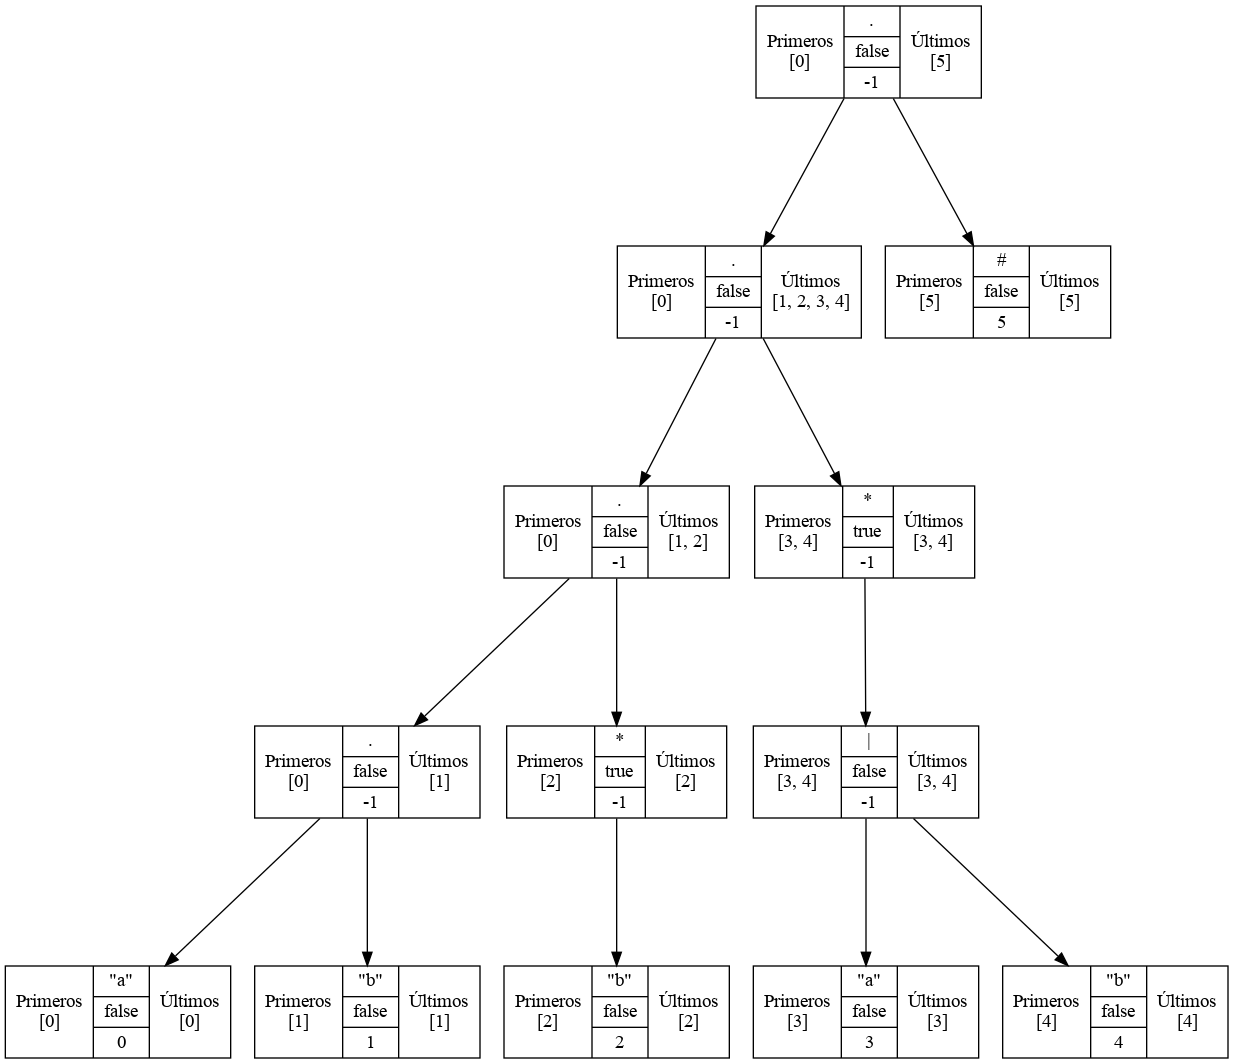 .
Primeros
[0]
false
Últimos
[5]
-1
.
Primeros
[0]
false
Últimos
[1, 2, 3, 4]
-1
#
Primeros
[5]
false
Últimos
[5]
5
.
Primeros
[0]
false
Últimos
[1, 2]
-1
*
Primeros
[3, 4]
true
Últimos
[3, 4]
-1
.
Primeros
[0]
false
Últimos
[1]
-1
*
Primeros
[2]
true
Últimos
[2]
-1
|
Primeros
[3, 4]
false
Últimos
[3, 4]
-1
"a"
Primeros
[0]
false
Últimos
[0]
0
"b"
Primeros
[1]
false
Últimos
[1]
1
"b"
Primeros
[2]
false
Últimos
[2]
2
"a"
Primeros
[3]
false
Últimos
[3]
3
"b"
Primeros
[4]
false
Últimos
[4]
4